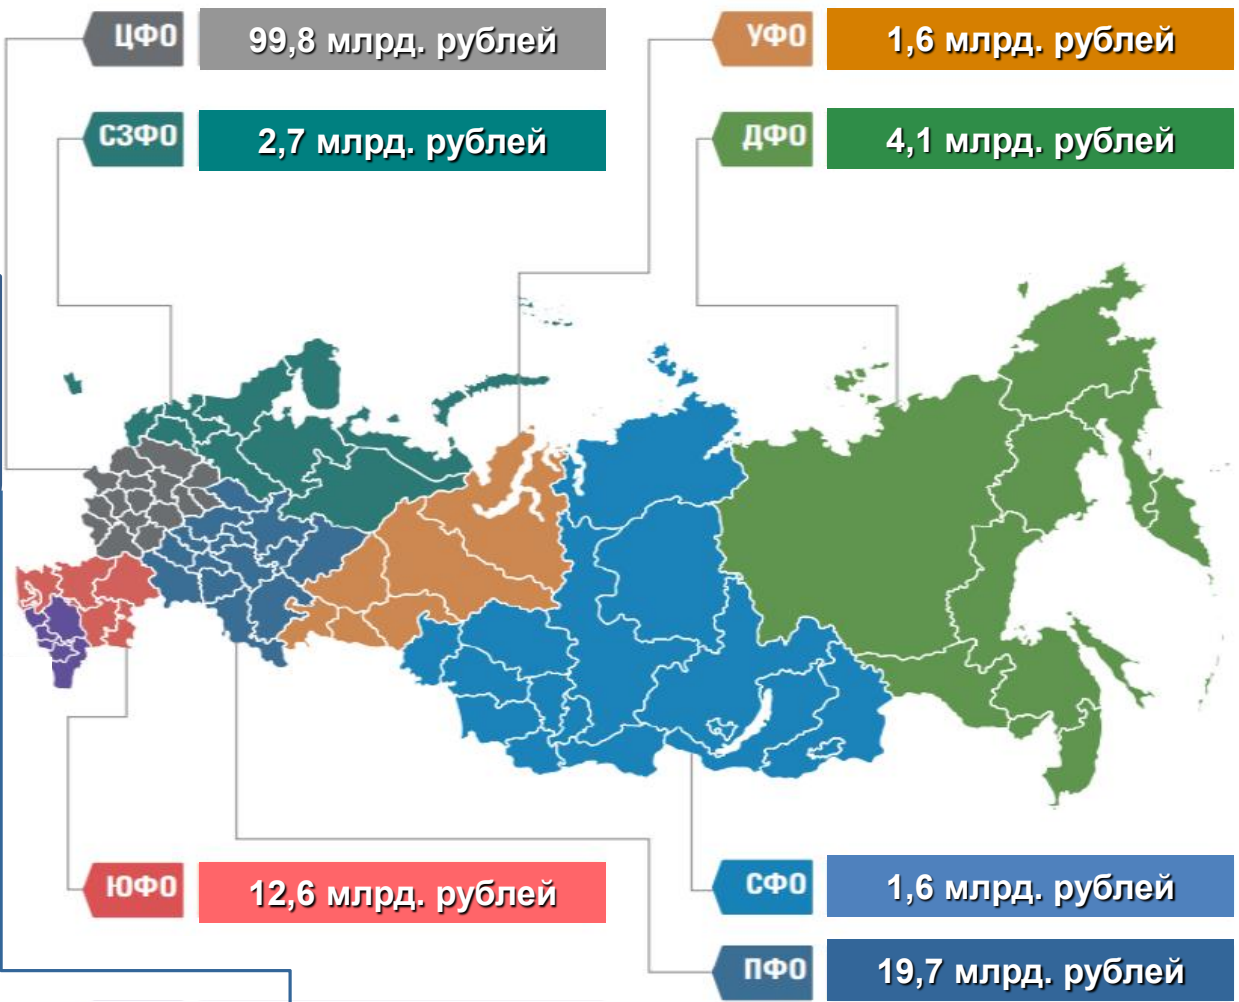 ЦФО 99,8 млрд. рублей
УФО 1,6 млрд. рублей
СЗФО 2,7 млрд. рублей
ДФО 4,1 млрд. рублей
ЮФО 12,6 млрд. рублей
СФО 1,6 млрд. рублей
ПФО 19,7 млрд. рублей